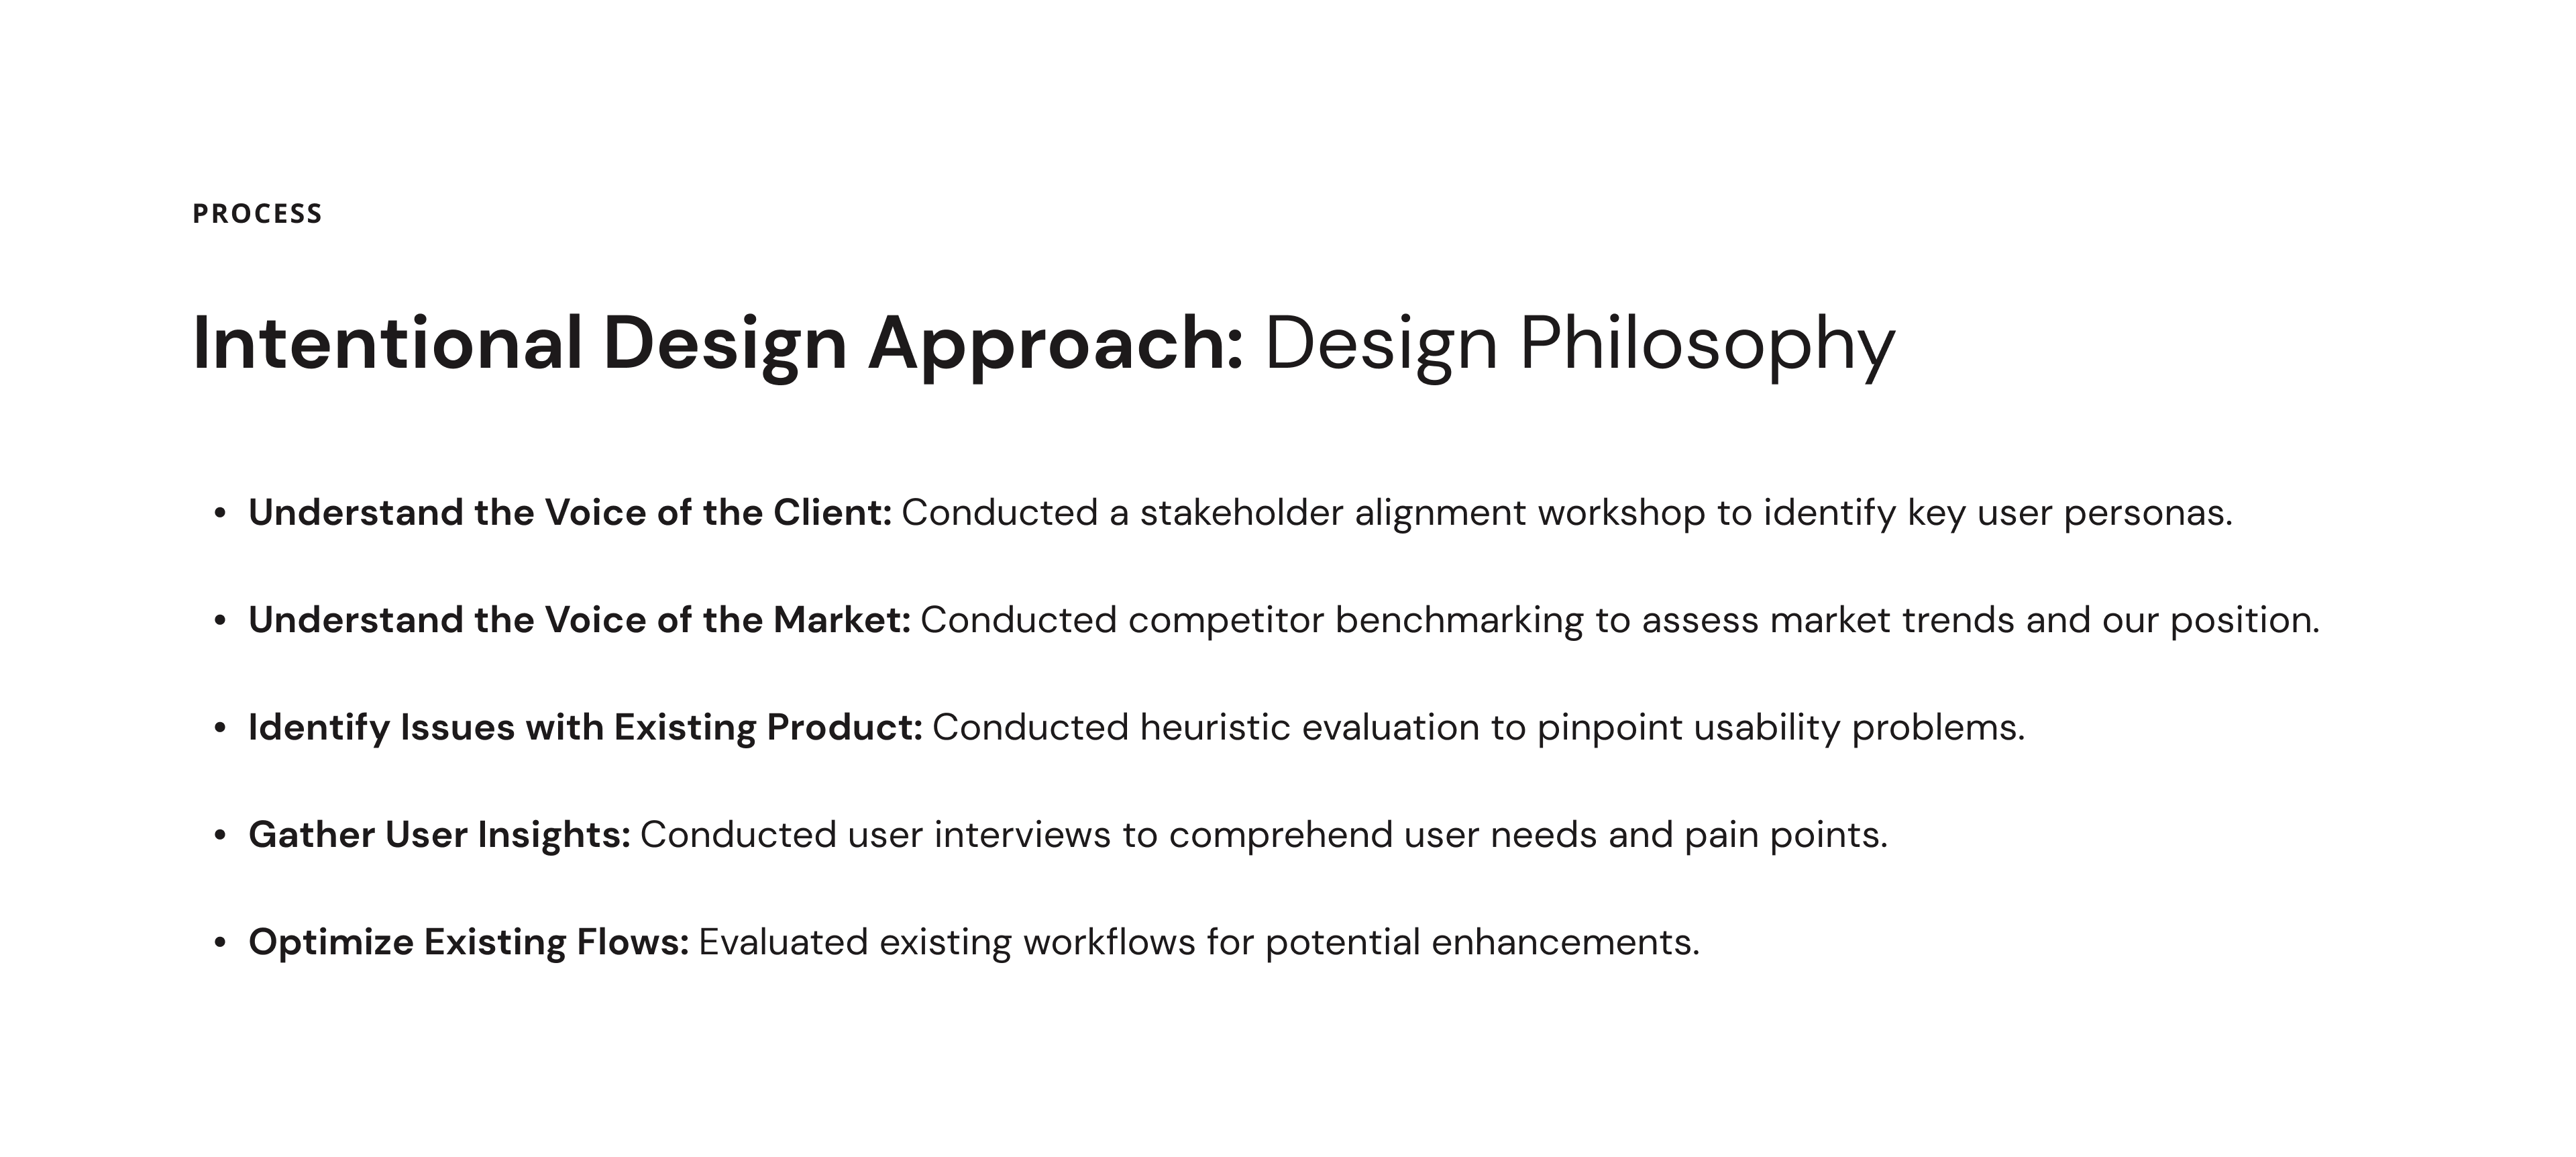 PROCESS
Intentional Design Approach: Design Philosophy
• Understand the Voice of the Client: Conducted a stakeholder alignment workshop to identify key user personas.
• Understand the Voice of the Market: Conducted competitor benchmarking to assess market trends and our position.
• Identify Issues with Existing Product: Conducted heuristic evaluation to pinpoint usability problems.
• Gather User Insights: Conducted user interviews to comprehend user needs and pain points.
• Optimize Existing Flows: Evaluated existing workflows for potential enhancements.